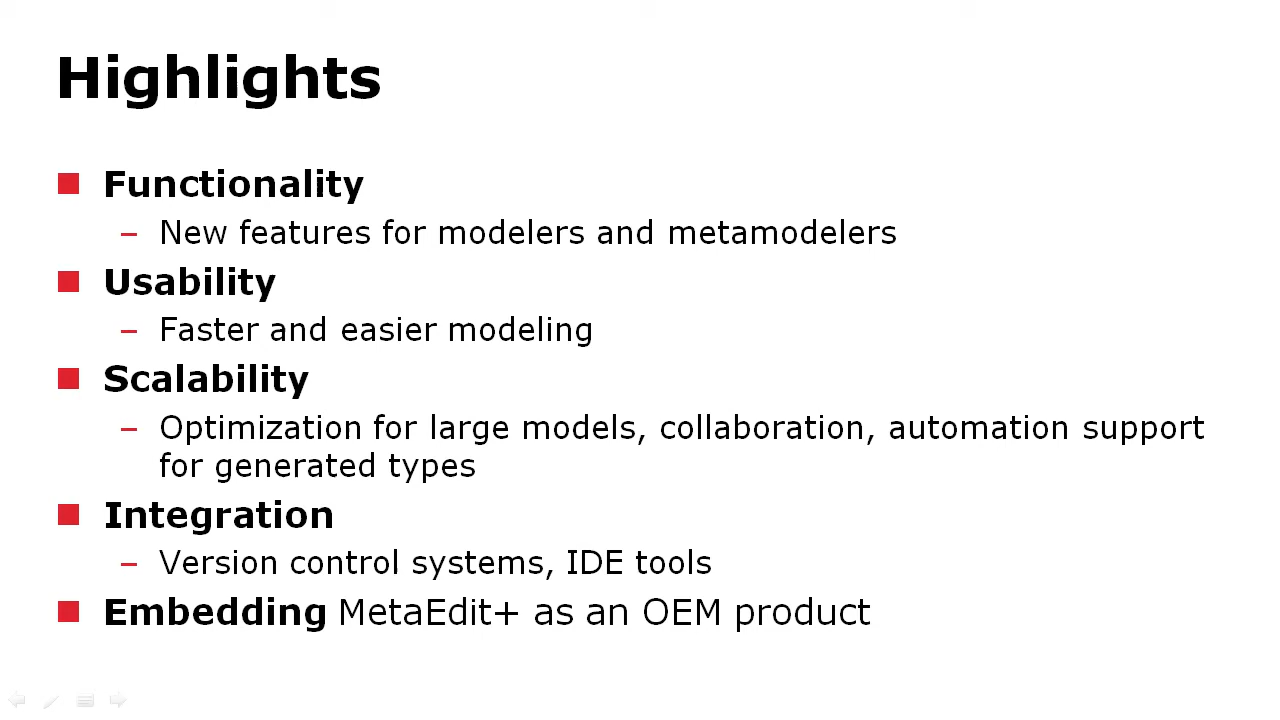 Highlights
Functionality
– New features for modelers and metamodelers
Usability
– Faster and easier modeling
Scalability
– Optimization for large models, collaboration, automation support
for generated types
Integration
– Version control systems, IDE tools
Embedding MetaEdit+ as an OEM product